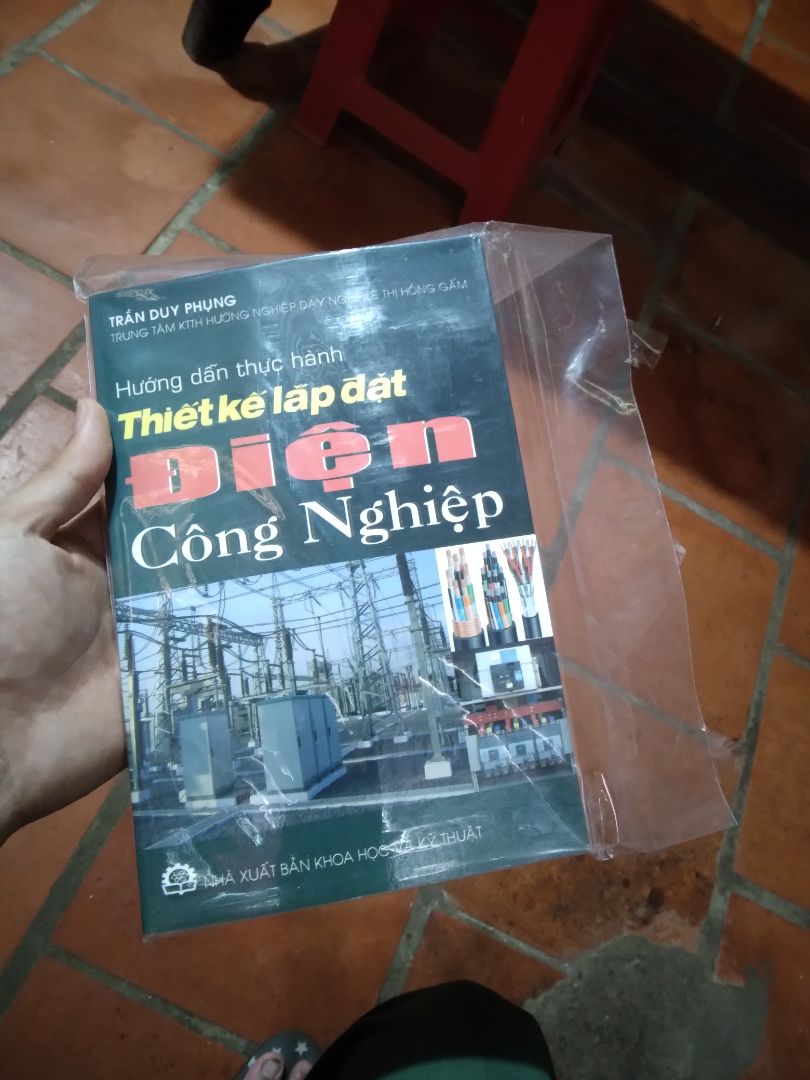 TRẦN DUY PHỤNG
TRUNG TÂM KTTH HƯỚNG NGHIỆP DẠY NGHỀ LÊ THỊ HỒNG GẤM
Hướng dẫn thực hành
Thiết kế lắp đặt
Điện
Công Nghiệp
NHÀ XUẤT BẢN KHOA HỌC VÀ KỸ THUẬT